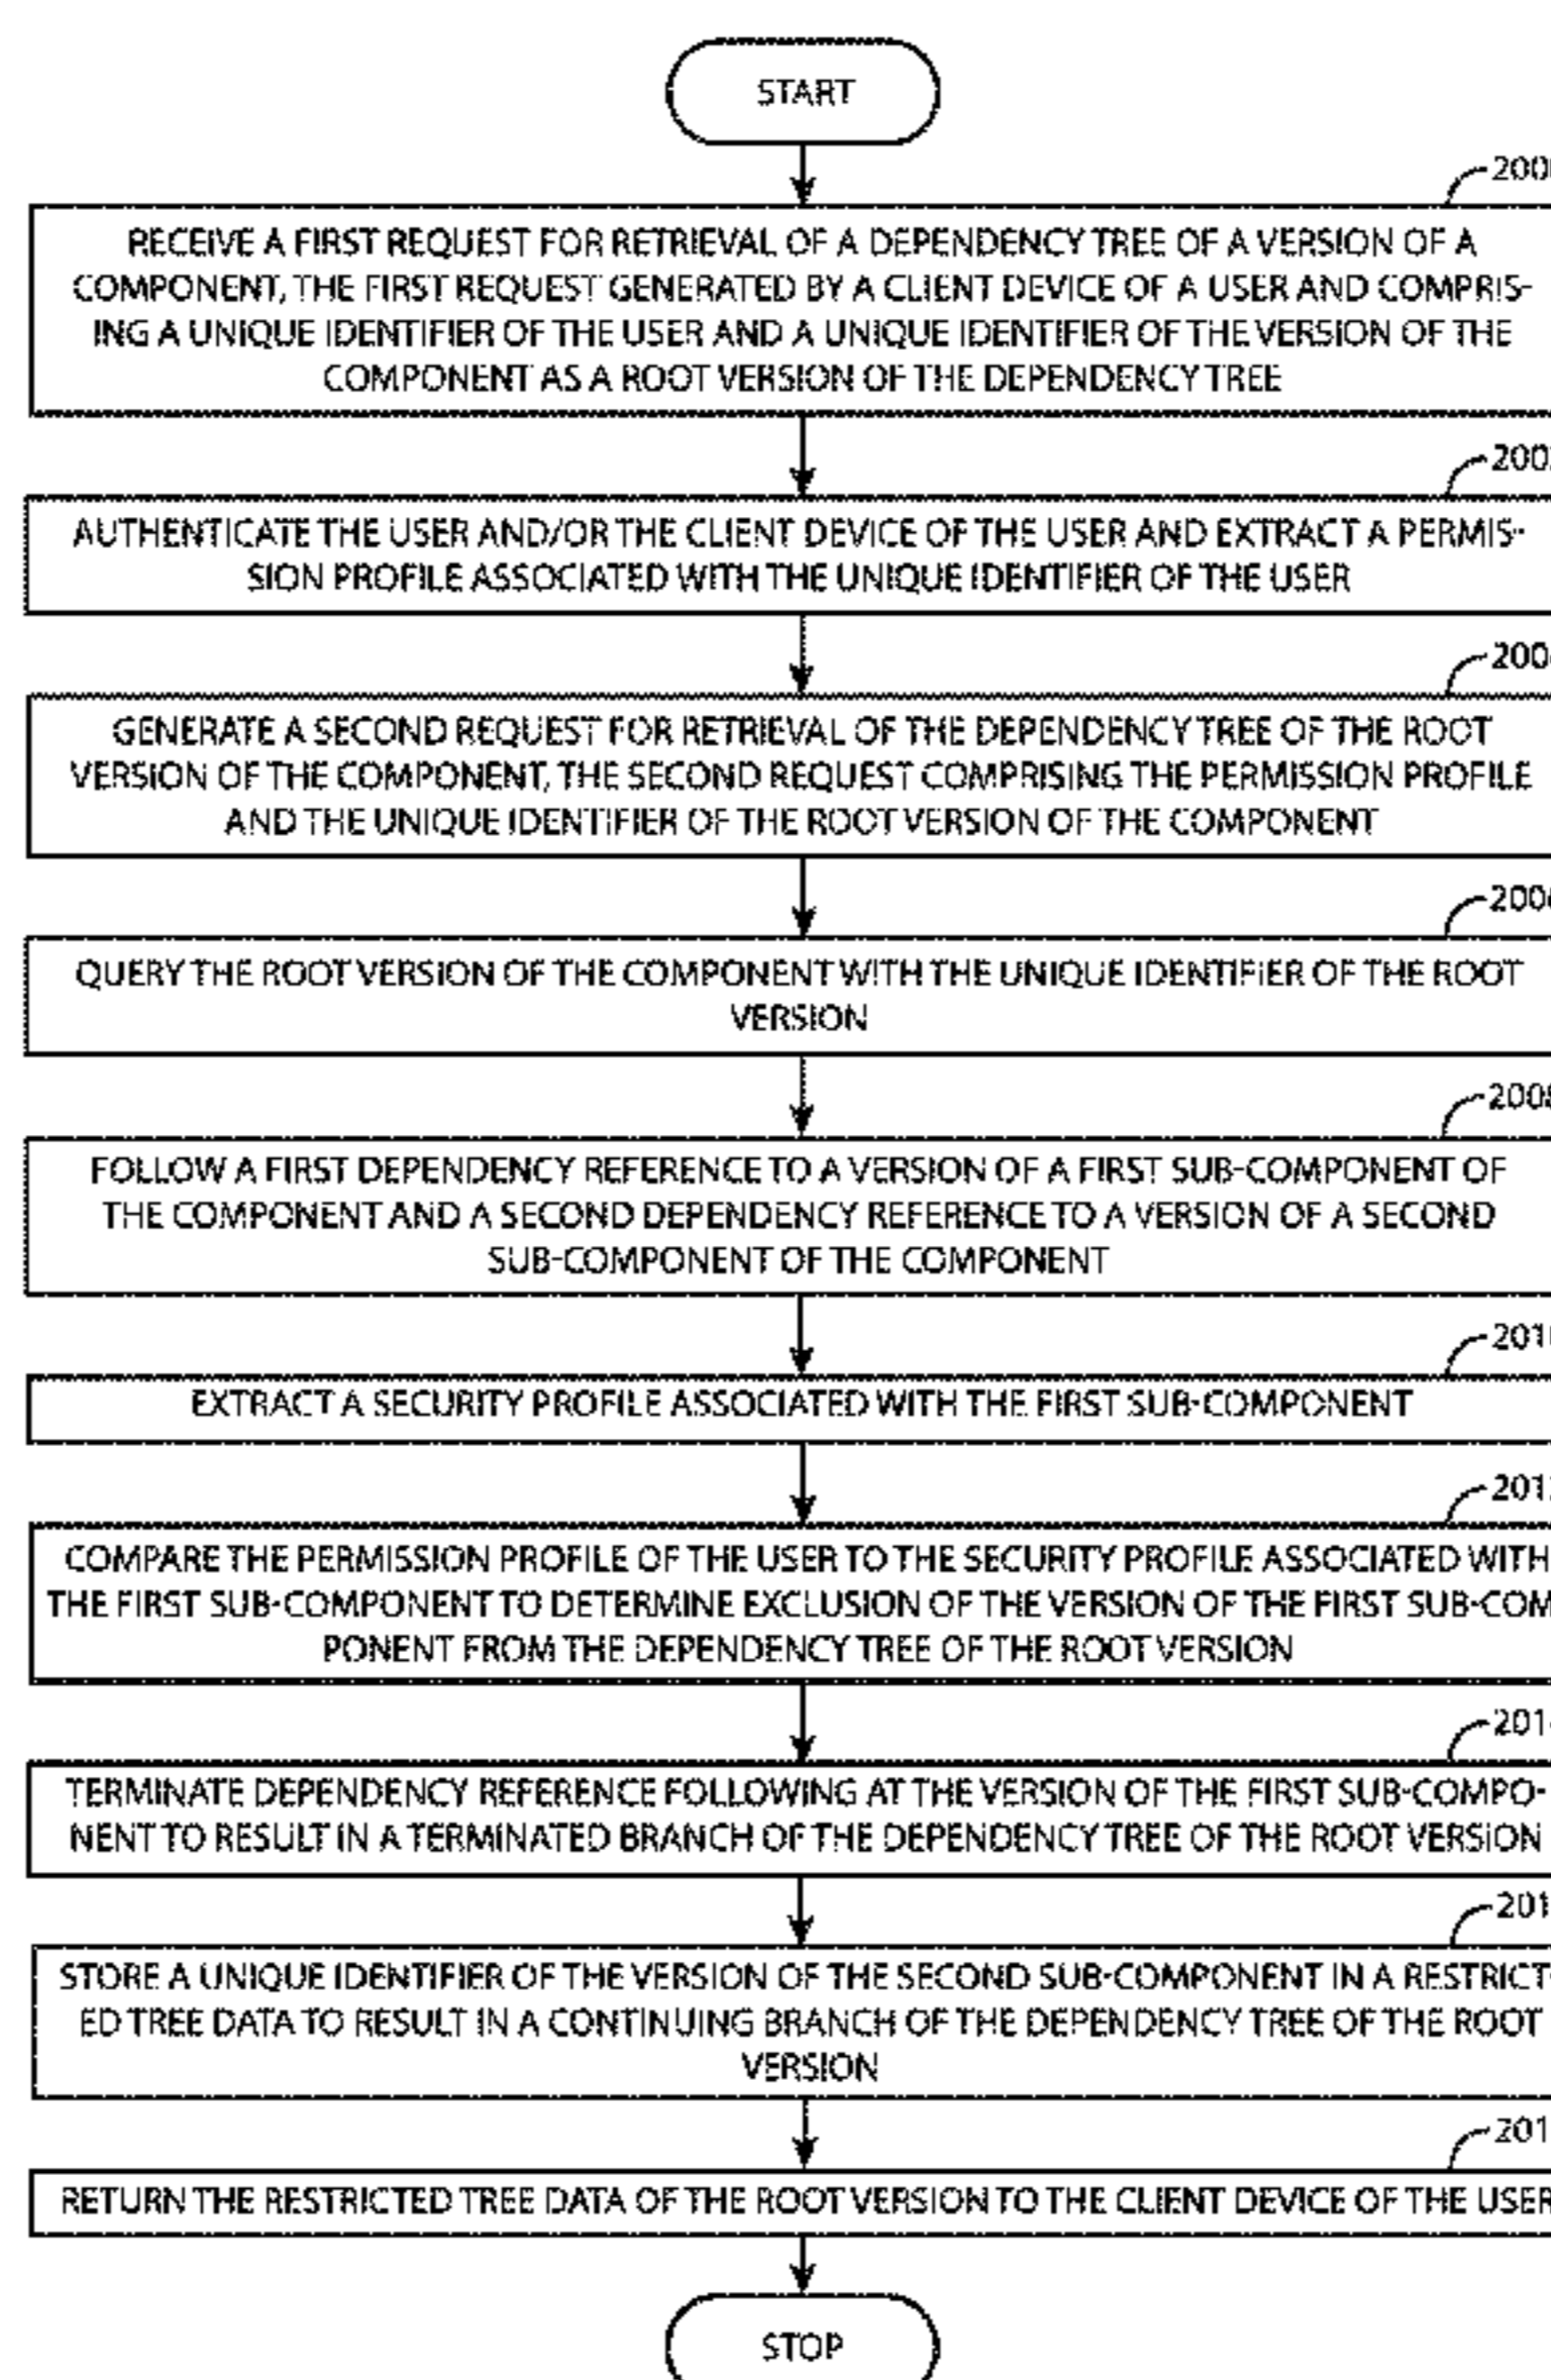 START
200
RECEIVE A FIRST REQUEST FOR RETRIEVAL OF A DEPENDENCY TREE OF A VERSION OF A
COMPONENT, THE FIRST REQUEST GENERATED BY A CLIENT DEVICE OF A USER AND COMPRIS-
ING A UNIQUE IDENTIFIER OF THE USER AND A UNIQUE IDENTIFIER OF THE VERSION OF THE
COMPONENT AS A ROOT VERSION OF THE DEPENDENCY TREE
200
AUTHENTICATE THE USER AND/OR THE CLIENT DEVICE OF THE USER AND EXTRACT A PERMIS-
SION PROFILE ASSOCIATED WITH THE UNIQUE IDENTIFIER OF THE USER
200
GENERATE A SECOND REQUEST FOR RETRIEVAL OF THE DEPENDENCY TREE OF THE ROOT
VERSION OF THE COMPONENT, THE SECOND REQUEST COMPRISING THE PERMISSION PROFILE
AND THE UNIQUE IDENTIFIER OF THE ROOT VERSION OF THE COMPONENT
200
QUERY THE ROOT VERSION OF THE COMPONENT WITH THE UNIQUE IDENTIFIER OF THE ROOT
VERSION
200
FOLLOW A FIRST DEPENDENCY REFERENCE TO A VERSION OF A FIRST SUB-COMPONENT OF
THE COMPONENT AND A SECOND DEPENDENCY REFERENCE TO A VERSION OF A SECOND
SUB-COMPONENT OF THE COMPONENT
201
EXTRACT A SECURITY PROFILE ASSOCIATED WITH THE FIRST SUB-COMPONENT
201
COMPARE THE PERMISSION PROFILE OF THE USER TO THE SECURITY PROFILE ASSOCIATED WITH
THE FIRST SUB-COMPONENT TO DETERMINE EXCLUSION OF THE VERSION OF THE FIRST SUB-COM
PONENT FROM THE DEPENDENCY TREE OF THE ROOT VERSION
201
TERMINATE DEPENDENCY REFERENCE FOLLOWING AT THE VERSION OF THE FIRST SUB-COMPO-
NENT TO RESULT IN A TERMINATED BRANCH OF THE DEPENDENCY TREE OF THE ROOT VERSION
201
STORE A UNIQUE IDENTIFIER OF THE VERSION OF THE SECOND SUB-COMPONENT IN A RESTRICT-
ED TREE DATA TO RESULT IN A CONTINUING BRANCH OF THE DEPENDENCY TREE OF THE ROOT
VERSION
201
RETURN THE RESTRICTED TREE DATA OF THE ROOT VERSION TO THE CLIENT DEVICE OF THE USER
STOP